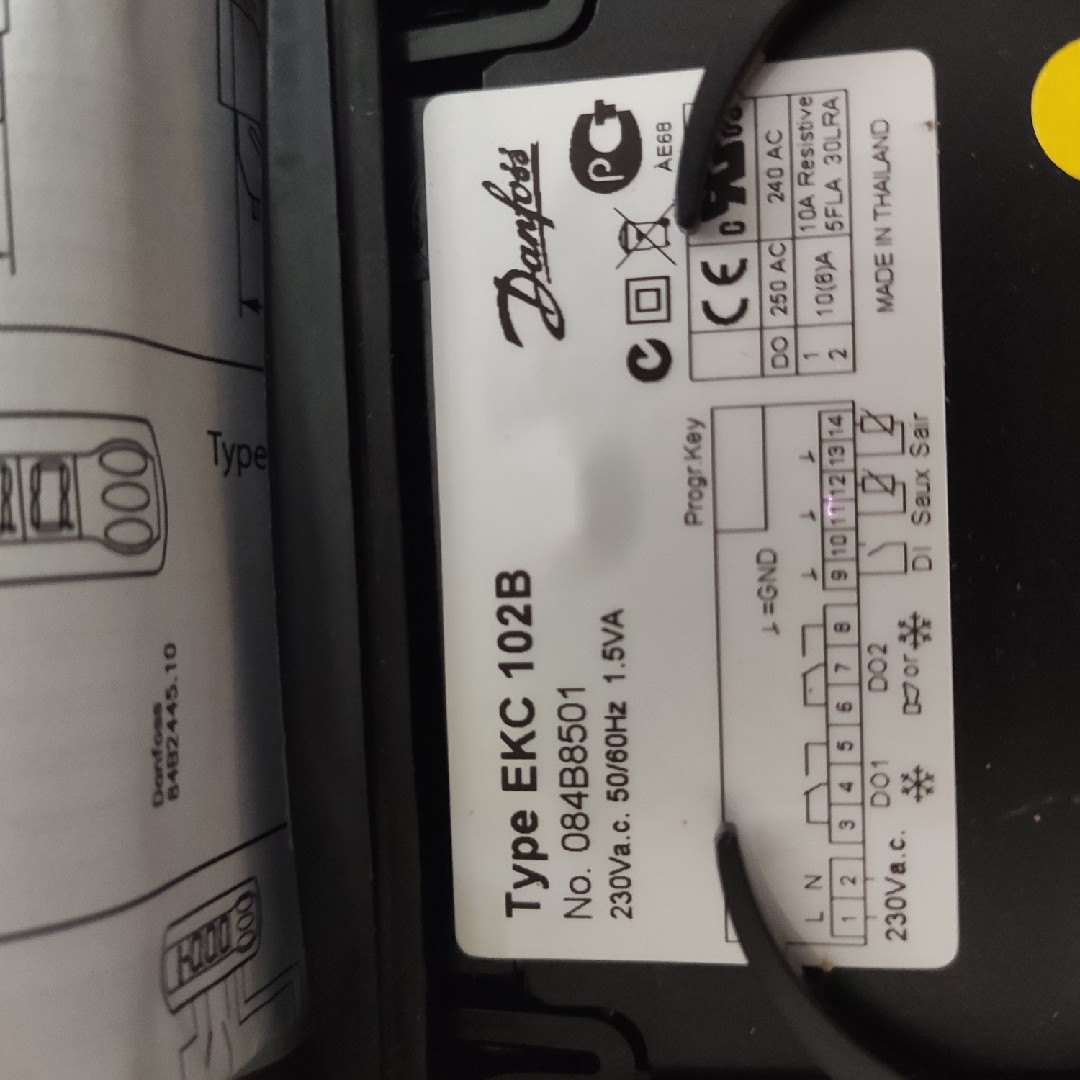 Type
Danfoss
84B2445.10
Danfoss
Type EKC 102B
No. 084B8501
230Va.c. 50/60Hz 1.5VA
AE68
Progr.Key
⊥=GND
L N
1 2 3 4 5 6 7 8 9 10 11 12 13 14
230Va.c. DO1 DO2 DI Saux Sair
or
CE
DO 250 AC 240 AC
1 10(6)A 10A Resistive
2 5FLA 30LRA
MADE IN THAILAND